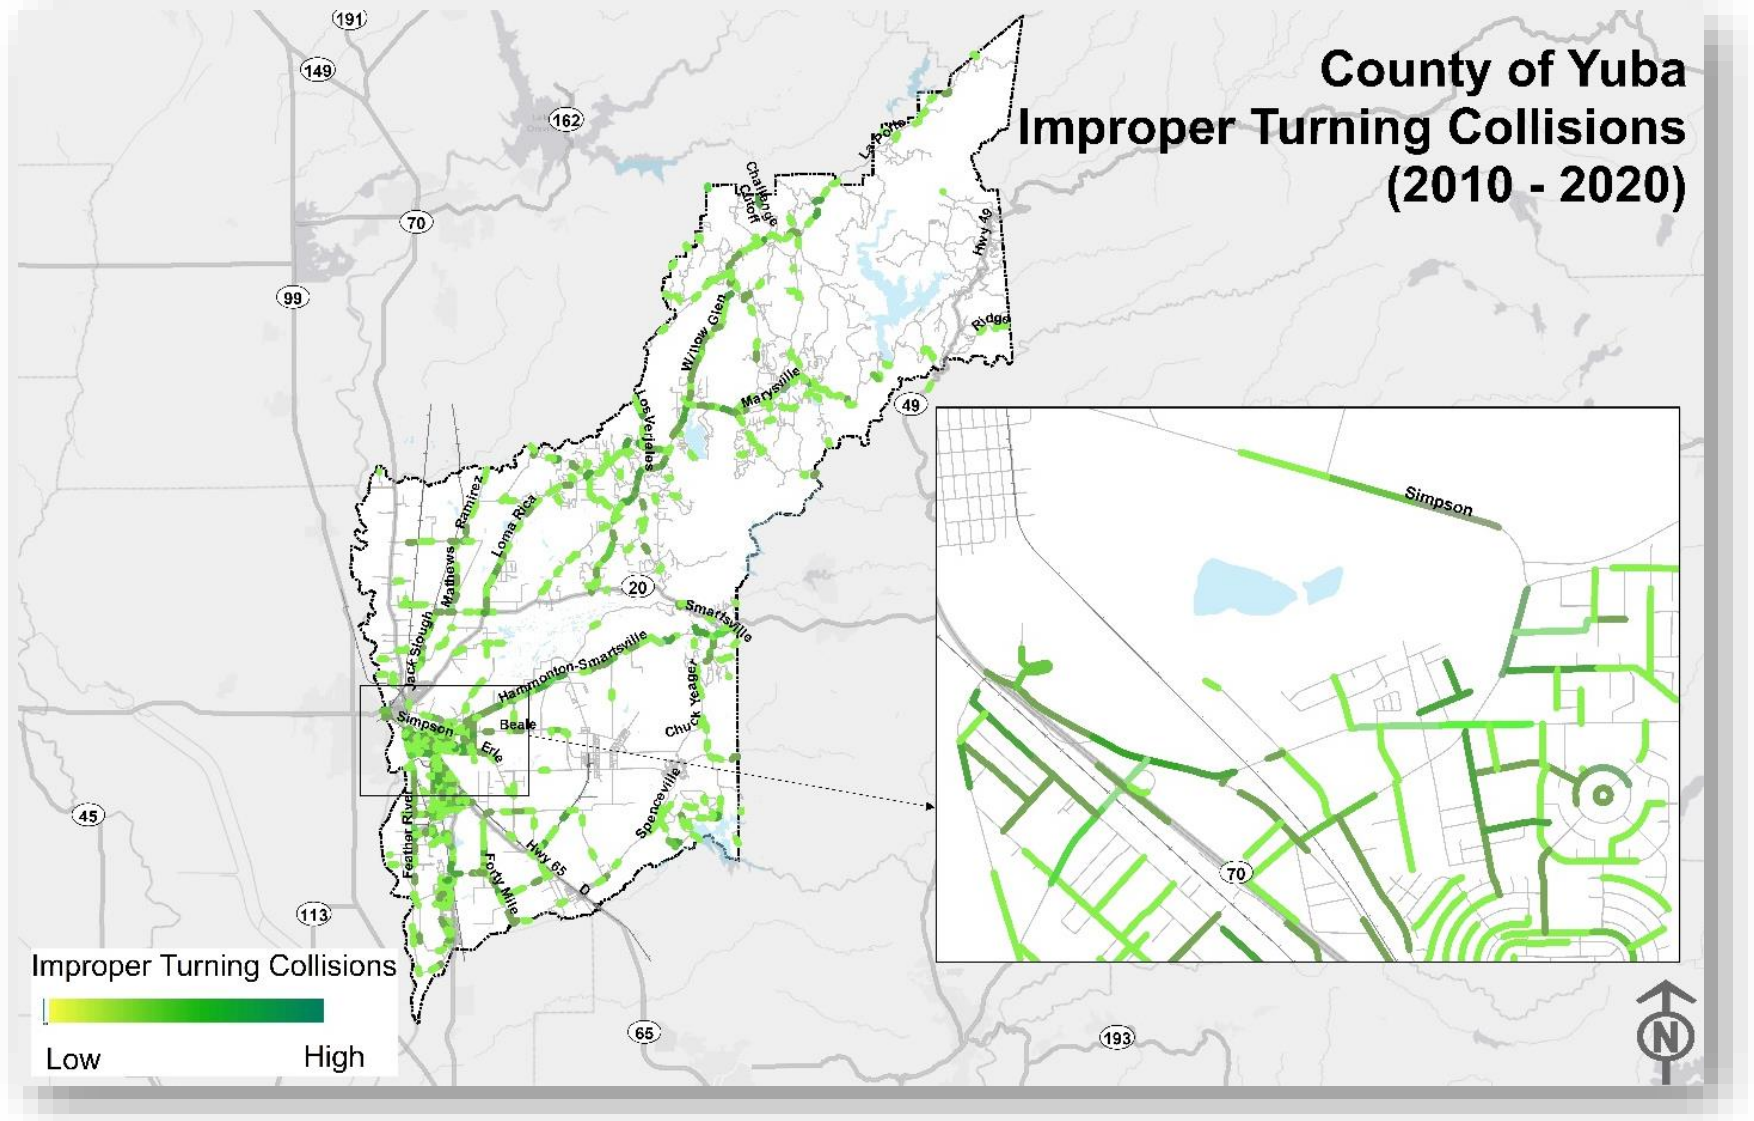 County of Yuba
Improper Turning Collisions
(2010 - 2020)
191
149
162
70
99
La Porte
Challenge
Cutoff
Hwy 49
Willow Glen
Ridge
Marysville
49
Los Verjeles
Ramirez
Loma Rica
Mathews
20
Smartsville
Jack Slough
Hammonton-Smartsville
Chuck Yeager
Simpson
Beale
Erle
Spenceville
Feather River
Hwy 65
Forty Mile
D
45
113
65
193
Simpson
70
Improper Turning Collisions
Low
High
N